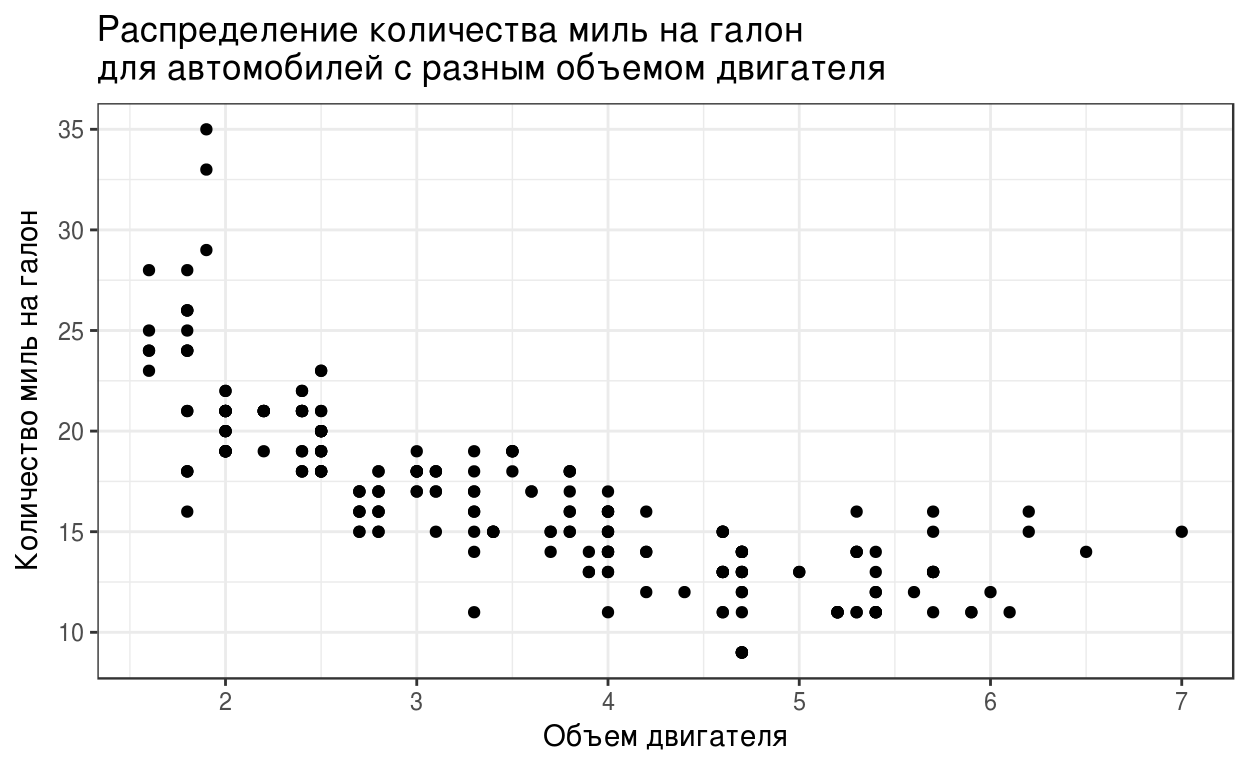 Распределение количества миль на галон
для автомобилей с разным объемом двигателя
Количество миль на галон
35
30
25
20
15
10
2 3 4 5 6 7
Объем двигателя